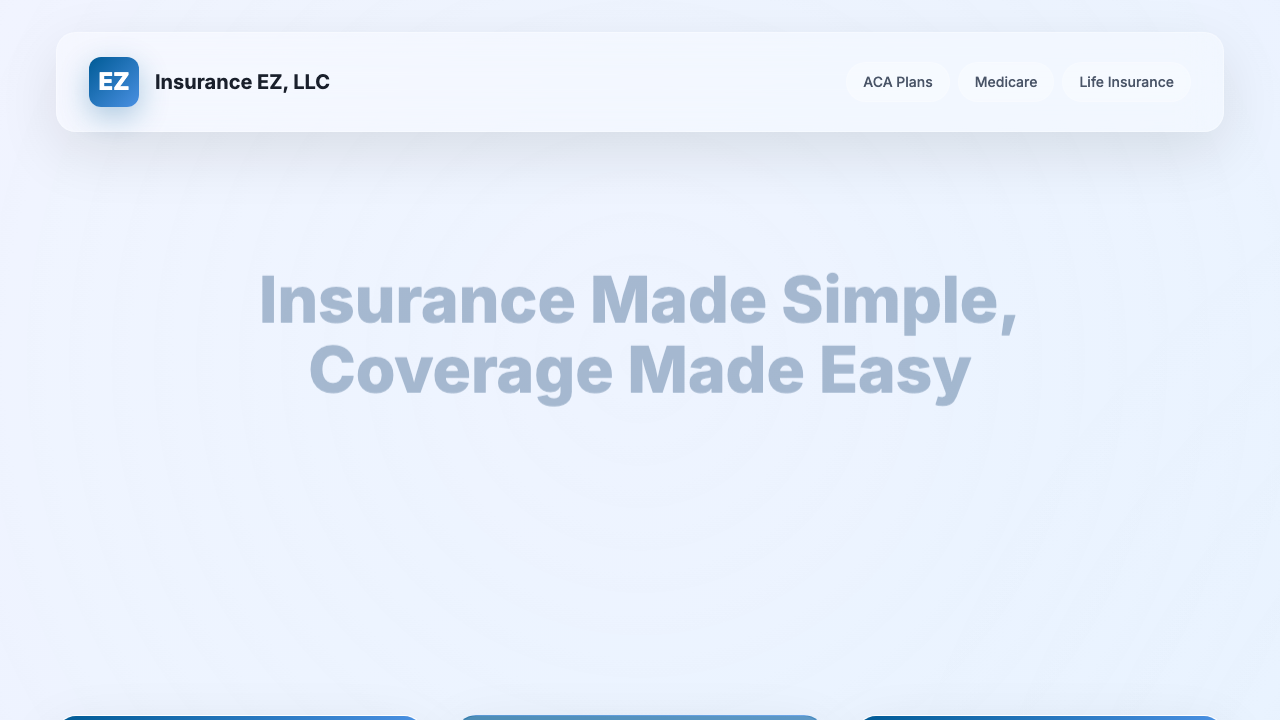 EZ
Insurance EZ, LLC
ACA Plans
Medicare
Life Insurance
Insurance Made Simple,
Coverage Made Easy